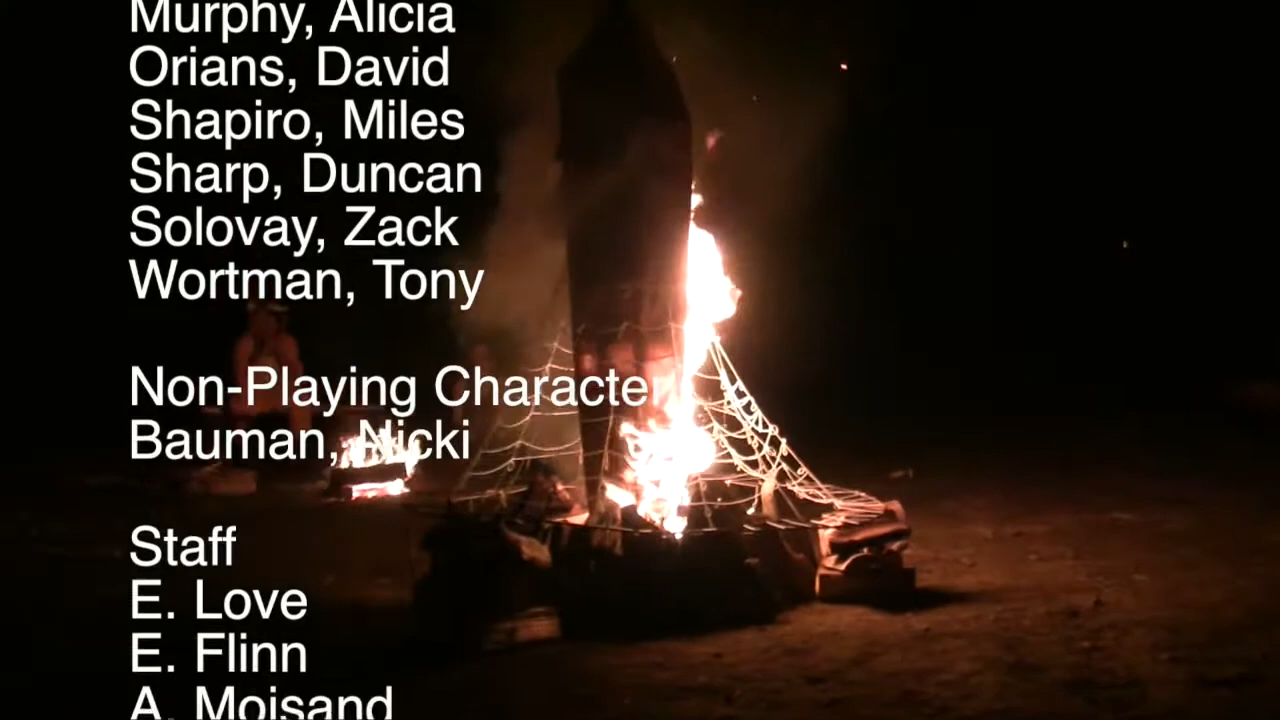 Murphy, Alicia
Orians, David
Shapiro, Miles
Sharp, Duncan
Solovay, Zack
Wortman, Tony
Non-Playing Character
Bauman, Nicki
Staff
E. Love
E. Flinn
A. Moisand